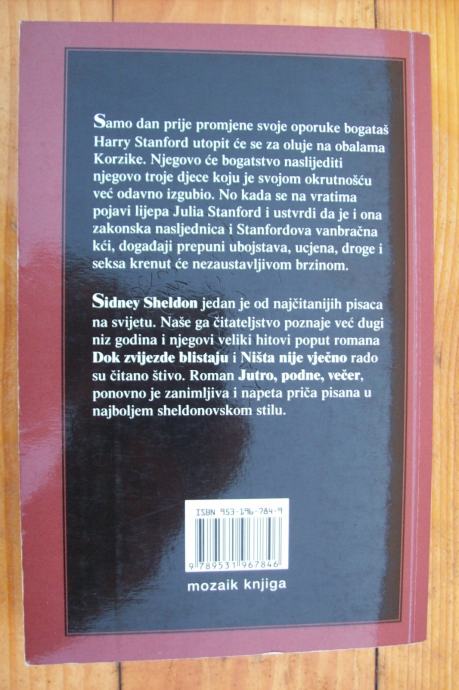 Samo dan prije promjene svoje oporuke bogataš
Harry Stanford utopit će se za oluje na obalama
Korzike. Njegovo će bogatstvo naslijediti
njegovo troje djece koju je svojom okrutnošću
već odavno izgubio. No kada se na vratima
pojavi lijepa Julia Stanford i ustvrdi da je i ona
zakonska nasljednica i Stanfordova vanbračna
kći, događaji prepuni ubojstava, ucjena, droge i
seksa krenut će nezaustavljivom brzinom.
Sidney Sheldon jedan je od najčitanijih pisaca
na svijetu. Naše ga čitateljstvo poznaje već dugi
niz godina i njegovi veliki hitovi poput romana
Dok zvijezde blistaju i Ništa nije vječno rado
su čitano štivo. Roman Jutro, podne, večer,
ponovno je zanimljiva i napeta priča pisana u
najboljem sheldonovskom stilu.
ISBN 953-196-784-9
9 789531 967846
mozaik knjiga